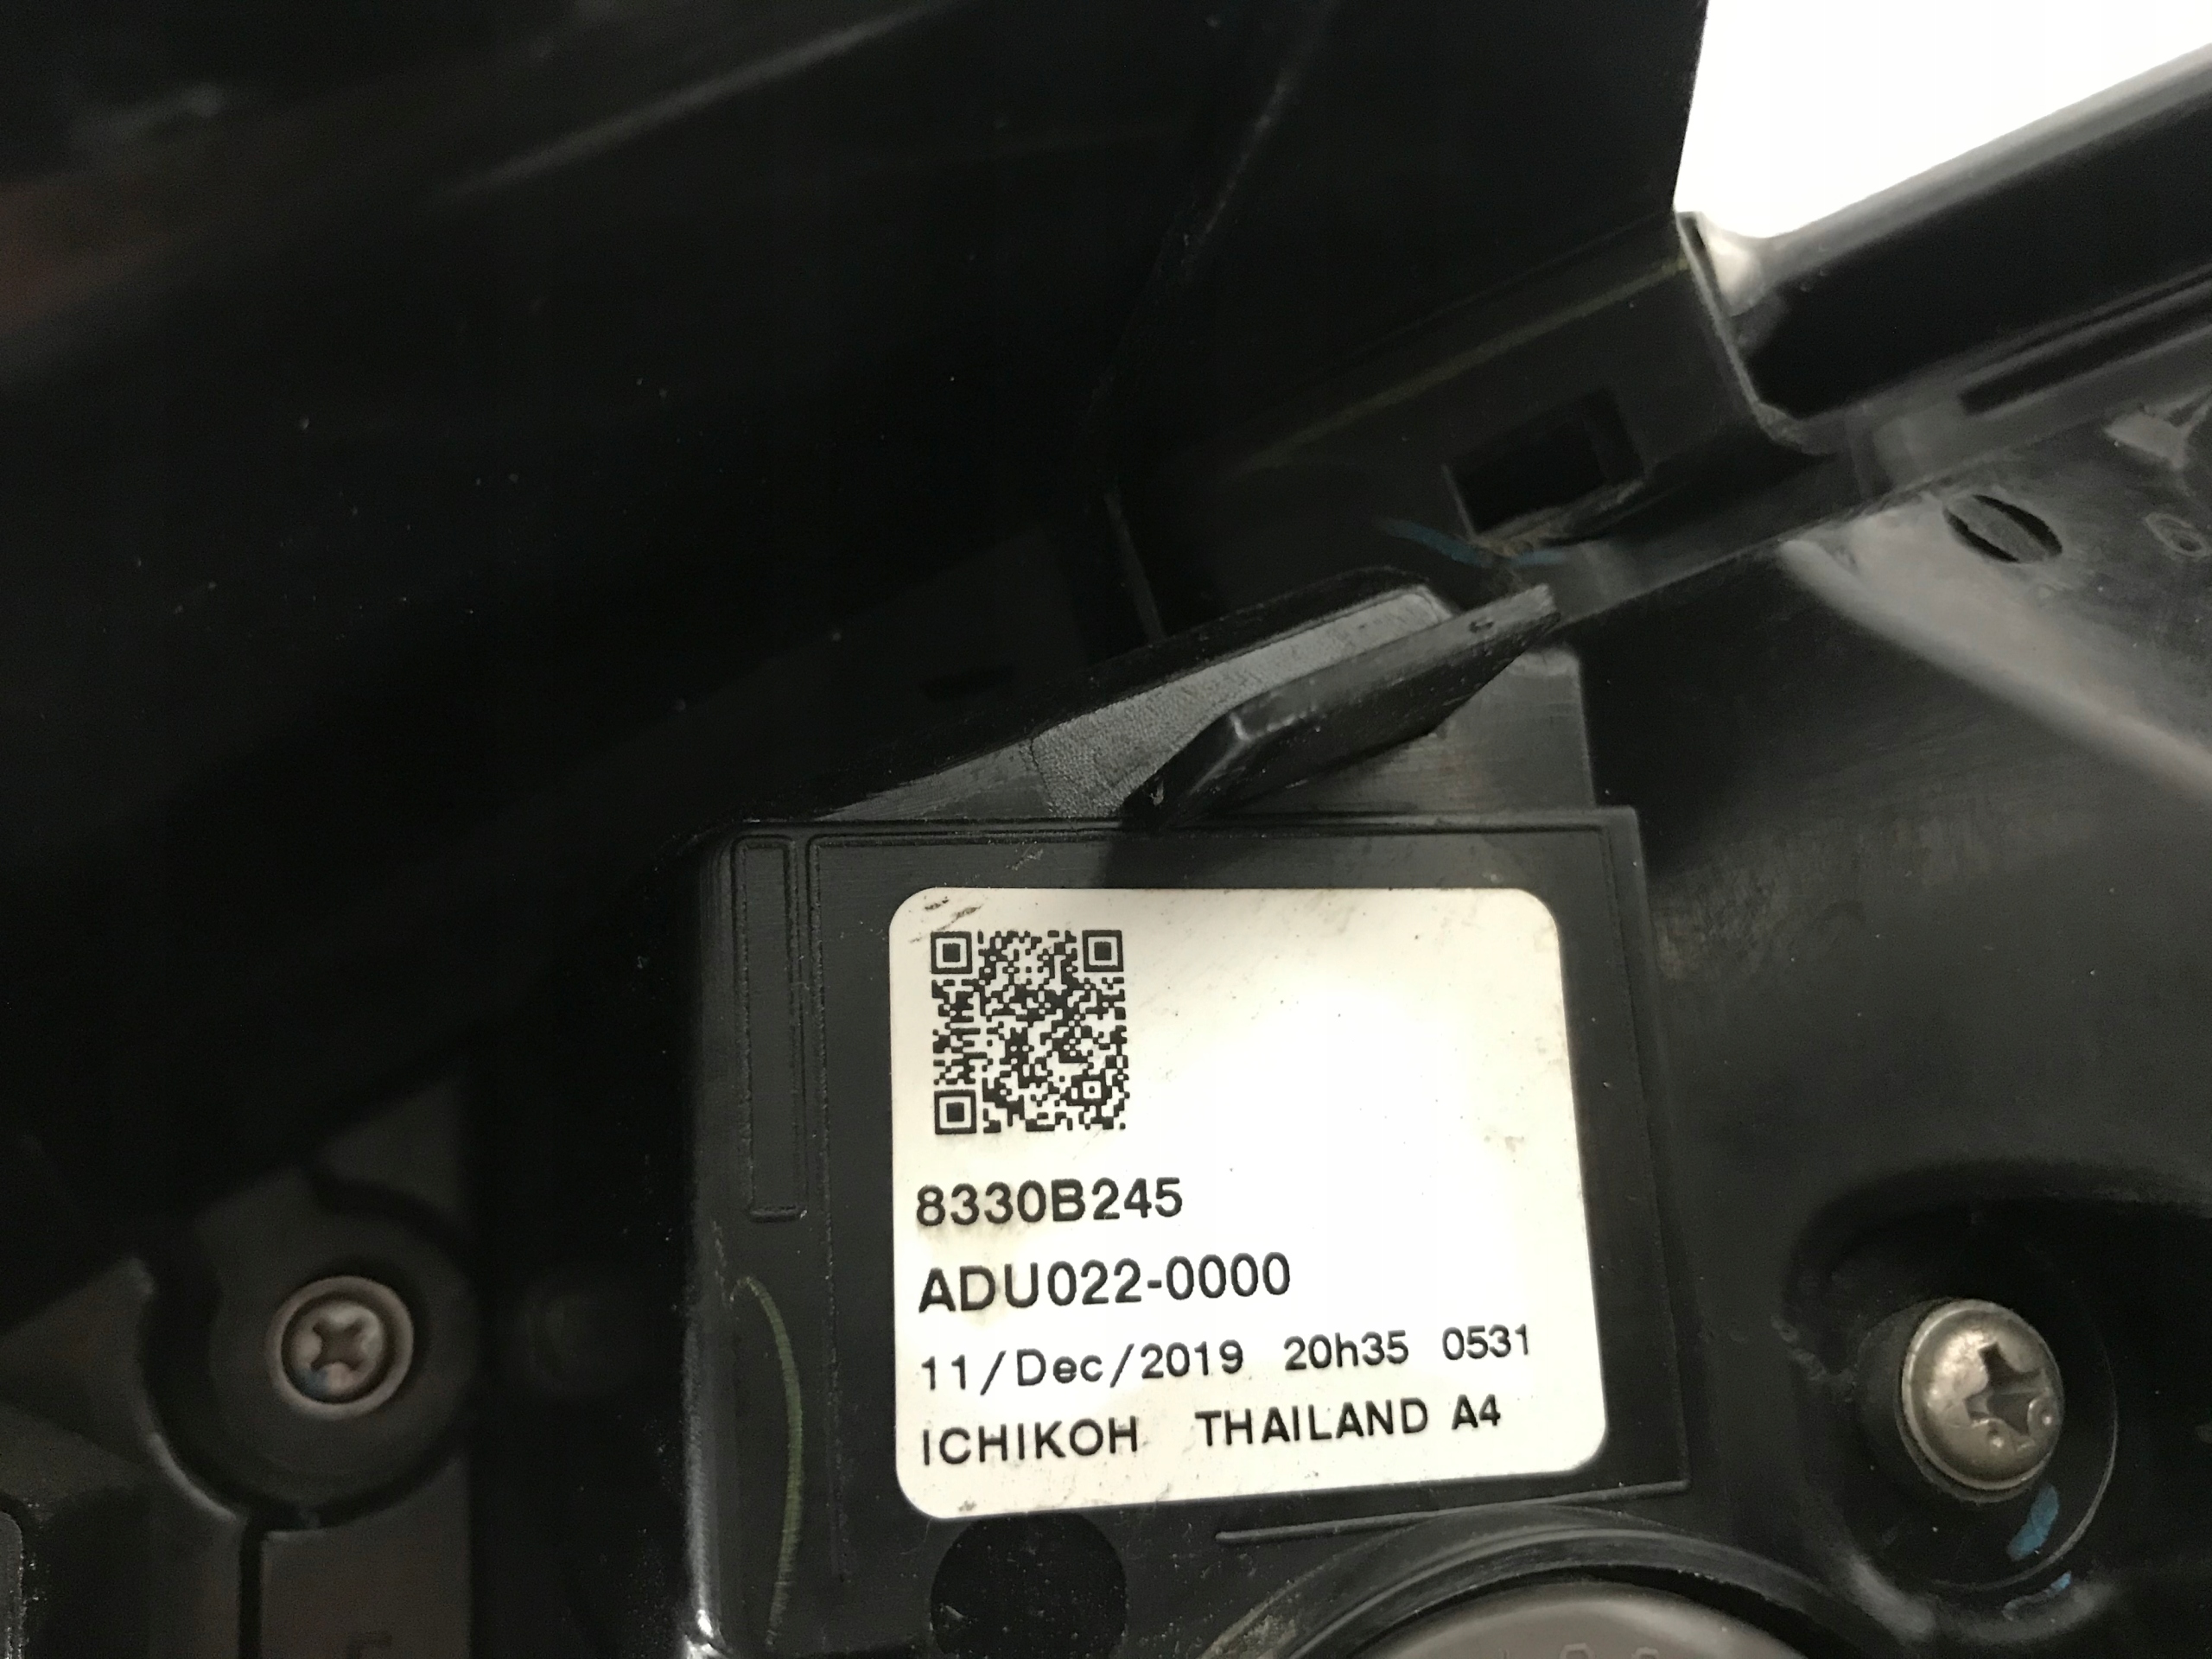 8330B245
ADU022-0000
11/Dec/2019 20h35 0531
ICHIKOH THAILAND A4